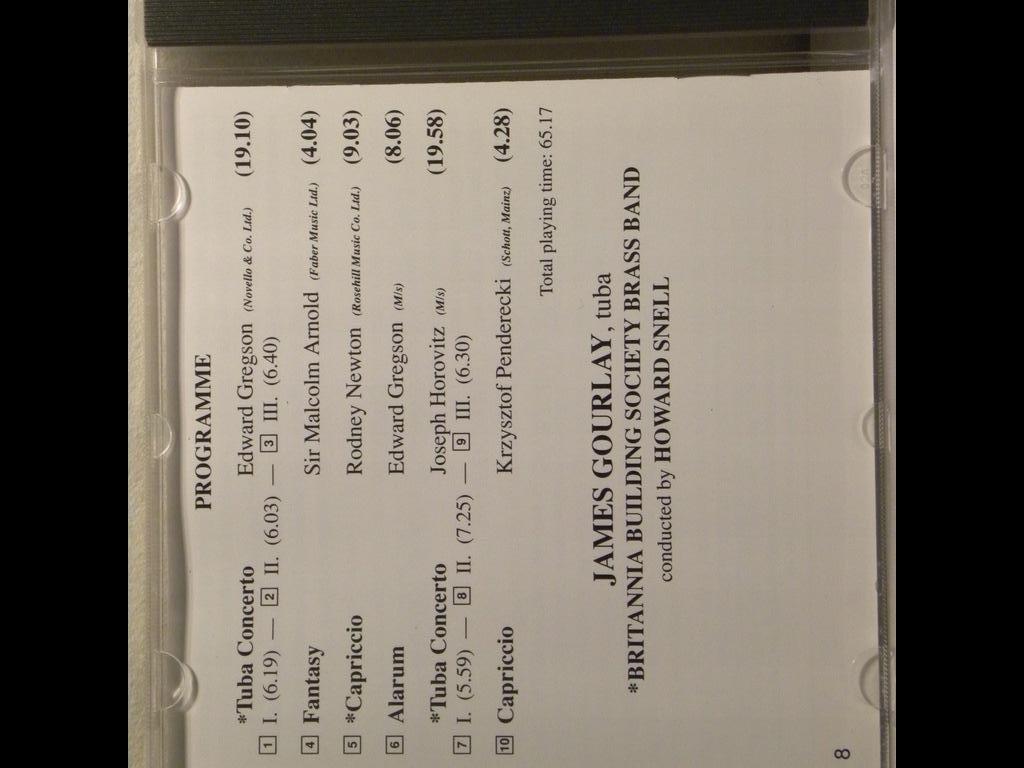 PROGRAMME
*Tuba Concerto Edward Gregson (Novello & Co. Ltd.) (19.10)
1 I. (6.19) — 2 II. (6.03) — 3 III. (6.40)
4 Fantasy Sir Malcolm Arnold (Faber Music Ltd.) (4.04)
5 *Capriccio Rodney Newton (Rosehill Music Co. Ltd.) (9.03)
6 Alarum Edward Gregson (M/s) (8.06)
*Tuba Concerto Joseph Horovitz (M/s) (19.58)
7 I. (5.59) — 8 II. (7.25) — 9 III. (6.30)
10 Capriccio Krzysztof Penderecki (Schott, Mainz) (4.28)
Total playing time: 65.17
JAMES GOURLAY, tuba
*BRITANNIA BUILDING SOCIETY BRASS BAND
conducted by HOWARD SNELL
8